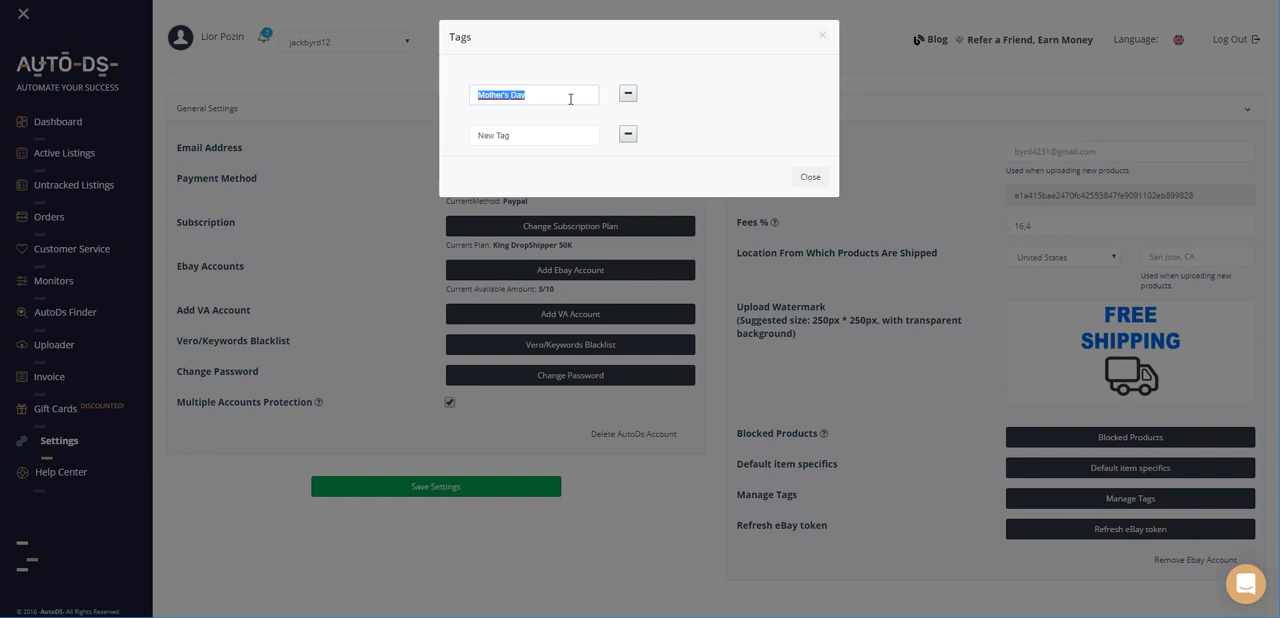 AUTO-DS-
AUTOMATE YOUR SUCCESS
Dashboard
Active Listings
Untracked Listings
Orders
Customer Service
Monitors
AutoDs Finder
Uploader
Invoice
Gift Cards DISCOUNTED!
Settings
Help Center
© 2016 -AutoDS- All Rights Reserved.
Lior Pozin
jackbyrd12
Blog
Refer a Friend, Earn Money
Language:
Log Out
Tags
×
Mother's Day
New Tag
Close
General Settings
Email Address
Payment Method
CurrentMethod: Paypal
Subscription
Change Subscription Plan
Current Plan: King DropShipper 50K
Ebay Accounts
Add Ebay Account
Current Available Amount: 3/10
Add VA Account
Add VA Account
Vero/Keywords Blacklist
Vero/Keywords Blacklist
Change Password
Change Password
Multiple Accounts Protection
Delete AutoDs Account
Save Settings
byrd4231@gmail.com
Used when uploading new products.
e1a415bae2470fc42555847fe9091102eb899828
Fees %
16,4
Location From Which Products Are Shipped
United States
San Jose, CA
Used when uploading new
products.
Upload Watermark
(Suggested size: 250px * 250px, with transparent
background)
FREE
SHIPPING
Blocked Products
Blocked Products
Default item specifics
Default item specifics
Manage Tags
Manage Tags
Refresh eBay token
Refresh eBay token
Remove Ebay Account